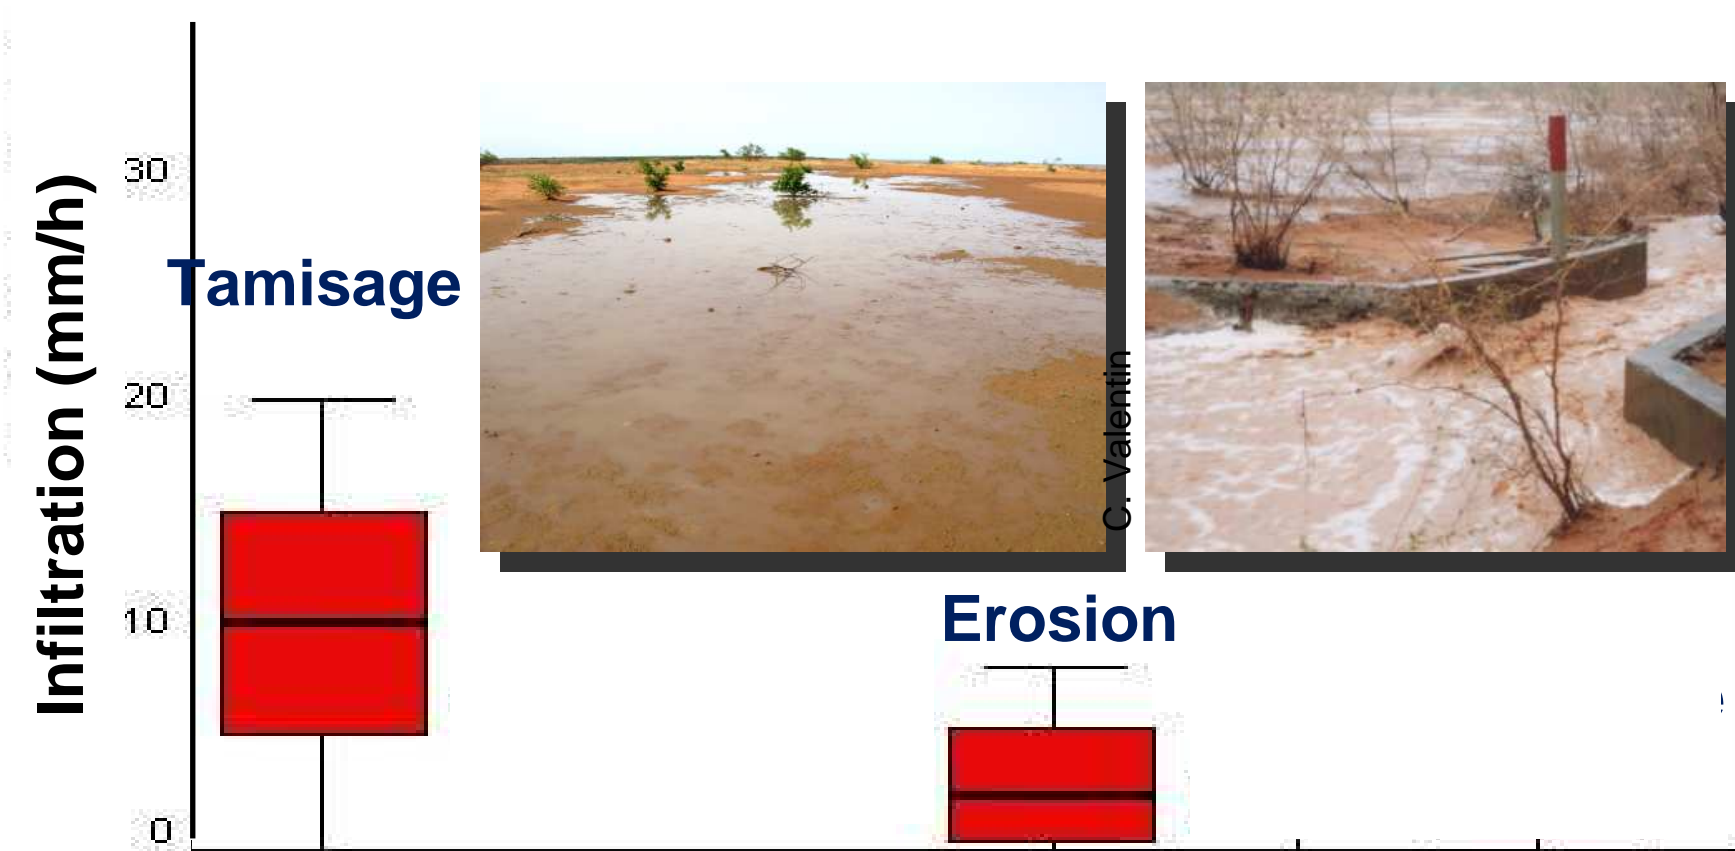 Infiltration (mm/h)
30
Tamisage
20
C. Valentin
10
Erosion
0